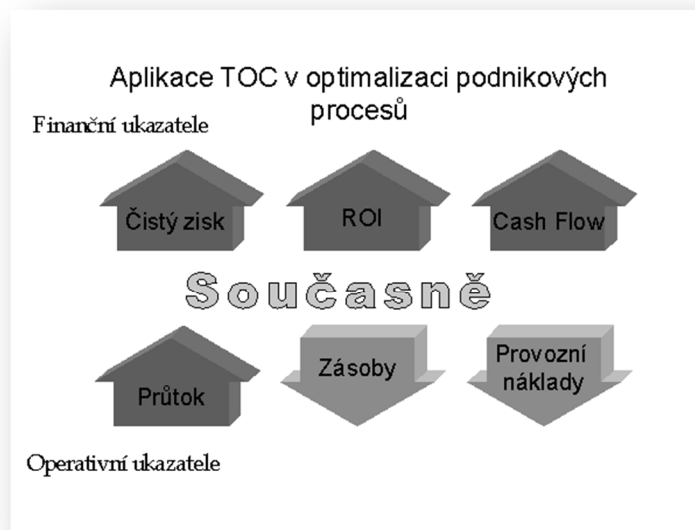 Aplikace TOC v optimalizaci podnikových
procesů
Finanční ukazatele
Čistý zisk
ROI
Cash Flow
Současně
Průtok
Zásoby
Provozní
náklady
Operativní ukazatele